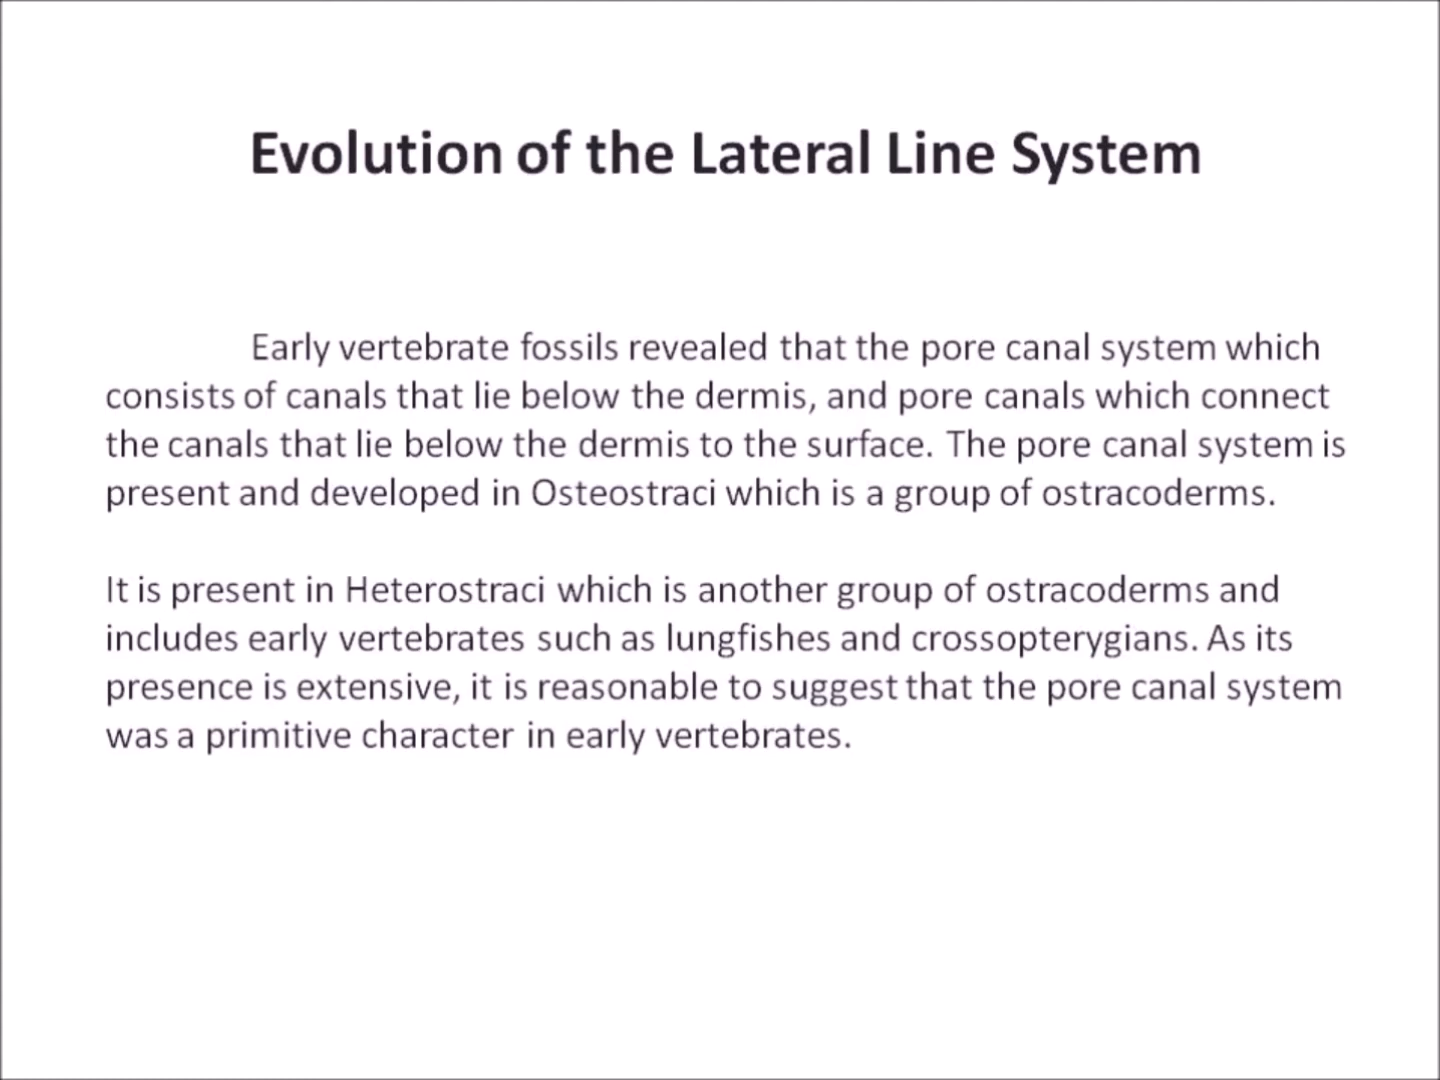 Evolution of the Lateral Line System
Early vertebrate fossils revealed that the pore canal system which
consists of canals that lie below the dermis, and pore canals which connect
the canals that lie below the dermis to the surface. The pore canal system is
present and developed in Osteostraci which is a group of ostracoderms.
It is present in Heterostraci which is another group of ostracoderms and
includes early vertebrates such as lungfishes and crossopterygians. As its
presence is extensive, it is reasonable to suggest that the pore canal system
was a primitive character in early vertebrates.